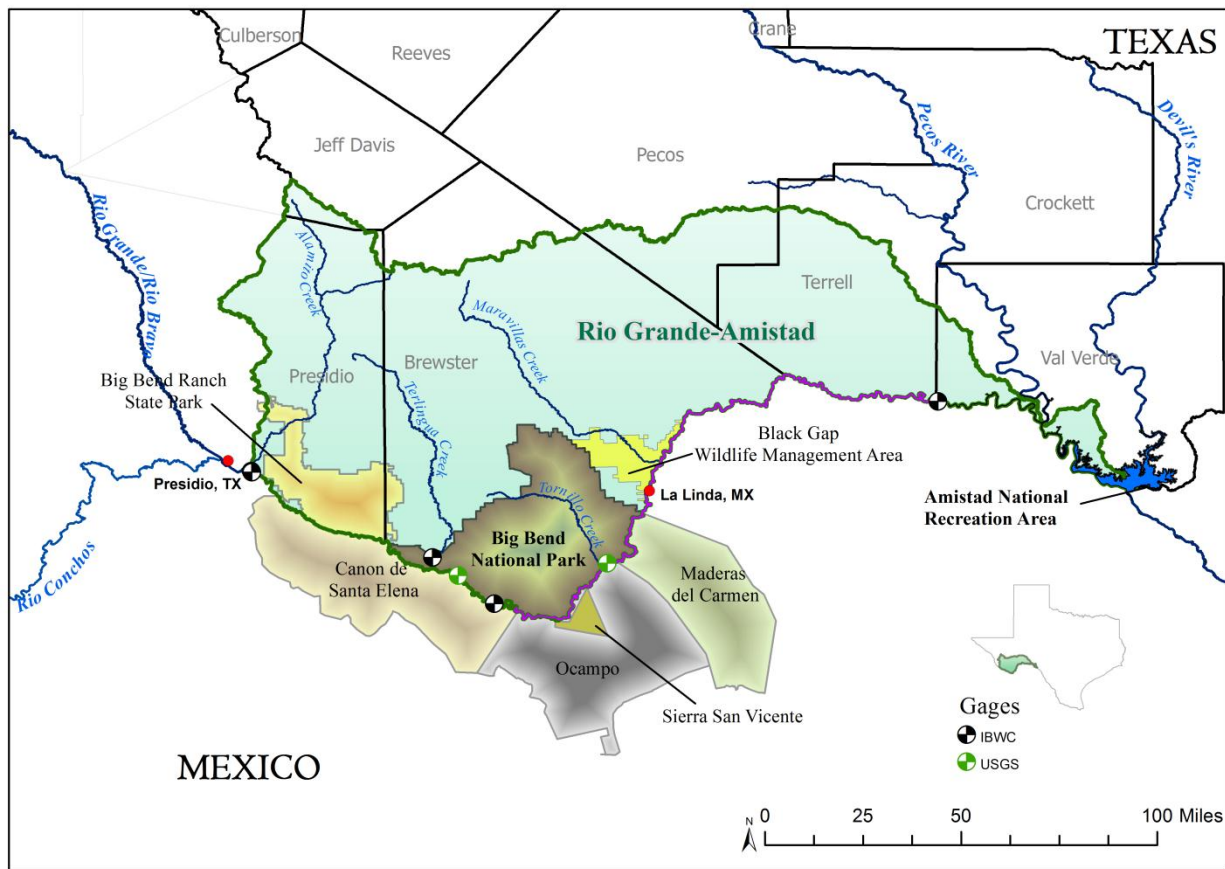 Culberson
Reeves
Crane
TEXAS
Jeff Davis
Pecos
Pecos River
Devil's River
Crockett
Rio Grande/Rio Bravo
Alamito Creek
Terrell
Maravillas Creek
Rio Grande-Amistad
Val Verde
Brewster
Presidio
Big Bend Ranch
State Park
Terlingua Creek
Black Gap
Wildlife Management Area
Presidio, TX
La Linda, MX
Tornillo Creek
Amistad National
Recreation Area
Big Bend
National Park
Rio Conchos
Canon de
Santa Elena
Maderas
del Carmen
Ocampo
Sierra San Vicente
Gages
IBWC
USGS
MEXICO
N
0 25 50 100 Miles